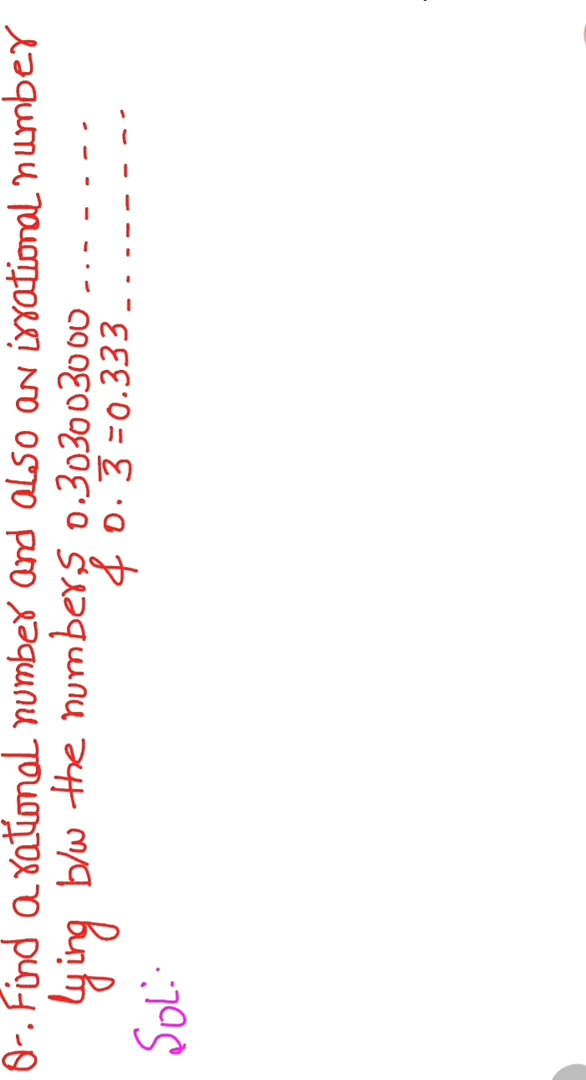 Q-. Find a rational number and also an irrational number
lying b/w the numbers 0.303003000 --------
& 0.3̅ = 0.333 ---------
Sol:-